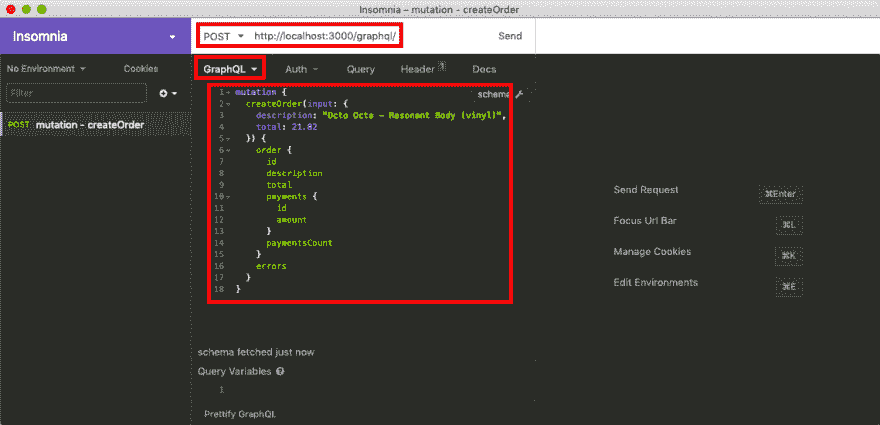 Insomnia – mutation - createOrder
Insomnia
POST http://localhost:3000/graphql/ Send
No Environment Cookies
GraphQL Auth Query Header 1 Docs
Filter
POST mutation - createOrder
schema
1 mutation {
2 createOrder(input: {
3 description: "Octo Octa - Resonant Body (vinyl)",
4 total: 21.82
5 }) {
6 order {
7 id
8 description
9 total
10 payments {
11 id
12 amount
13 }
14 paymentsCount
15 }
16 errors
17 }
18 }
Send Request ⌘Enter
Focus Url Bar ⌘L
Manage Cookies ⌘K
Edit Environments ⌘E
schema fetched just now
Query Variables ?
1
Prettify GraphQL